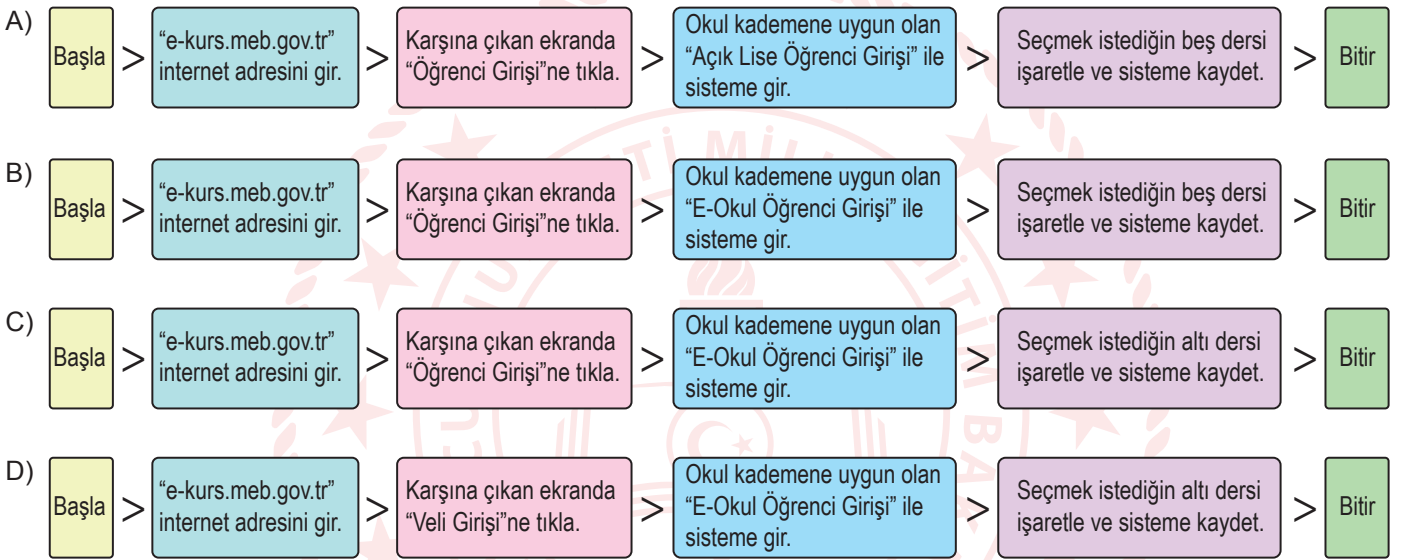 A)
Başla > “e-kurs.meb.gov.tr” > Karşına çıkan ekranda > Okul kademene uygun olan > Seçmek istediğin beş dersi > Bitir
internet adresini gir. “Öğrenci Girişi”ne tıkla. “Açık Lise Öğrenci Girişi” ile işaretle ve sisteme kaydet.
sisteme gir.
B)
Başla > “e-kurs.meb.gov.tr” > Karşına çıkan ekranda > Okul kademene uygun olan > Seçmek istediğin beş dersi > Bitir
internet adresini gir. “Öğrenci Girişi”ne tıkla. “E-Okul Öğrenci Girişi” ile işaretle ve sisteme kaydet.
sisteme gir.
C)
Başla > “e-kurs.meb.gov.tr” > Karşına çıkan ekranda > Okul kademene uygun olan > Seçmek istediğin altı dersi > Bitir
internet adresini gir. “Öğrenci Girişi”ne tıkla. “E-Okul Öğrenci Girişi” ile işaretle ve sisteme kaydet.
sisteme gir.
D)
Başla > “e-kurs.meb.gov.tr” > Karşına çıkan ekranda > Okul kademene uygun olan > Seçmek istediğin altı dersi > Bitir
internet adresini gir. “Veli Girişi”ne tıkla. “E-Okul Öğrenci Girişi” ile işaretle ve sisteme kaydet.
sisteme gir.